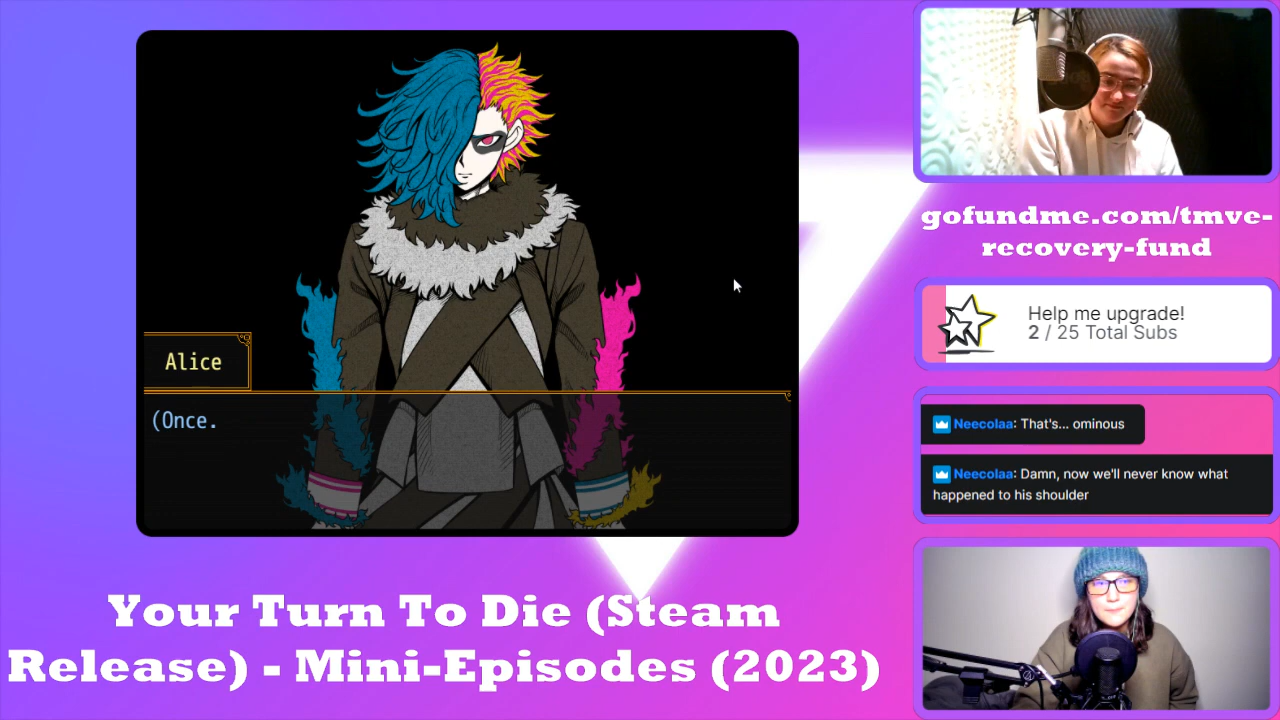 Alice
(Once.
Your Turn To Die (Steam
Release) - Mini-Episodes (2023)
gofundme.com/tmve-
recovery-fund
Help me upgrade!
2 / 25 Total Subs
Neecolaa: That's... ominous
Neecolaa: Damn, now we'll never know what
happened to his shoulder